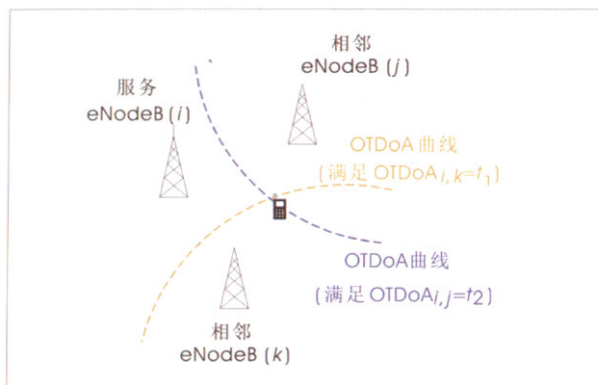 相邻
eNodeB (j)
服务
eNodeB (i)
OTDoA 曲线
(满足 OTDoAi, k=t1)
OTDoA曲线
(满足 OTDoAi,j=t2)
相邻
eNodeB (k)